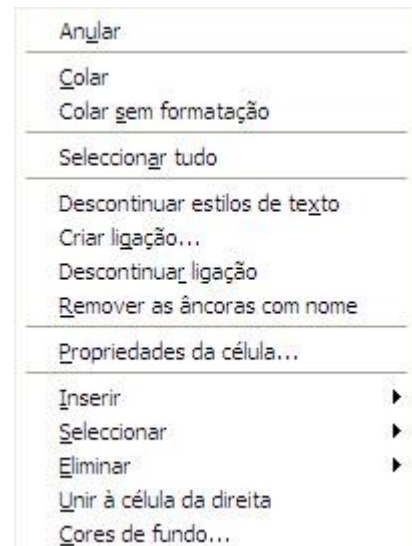 Anular
Colar
Colar sem formatação
Seleccionar tudo
Descontinuar estilos de texto
Criar ligação...
Descontinuar ligação
Remover as âncoras com nome
Propriedades da célula...
Inserir
Seleccionar
Eliminar
Unir à célula da direita
Cores de fundo...